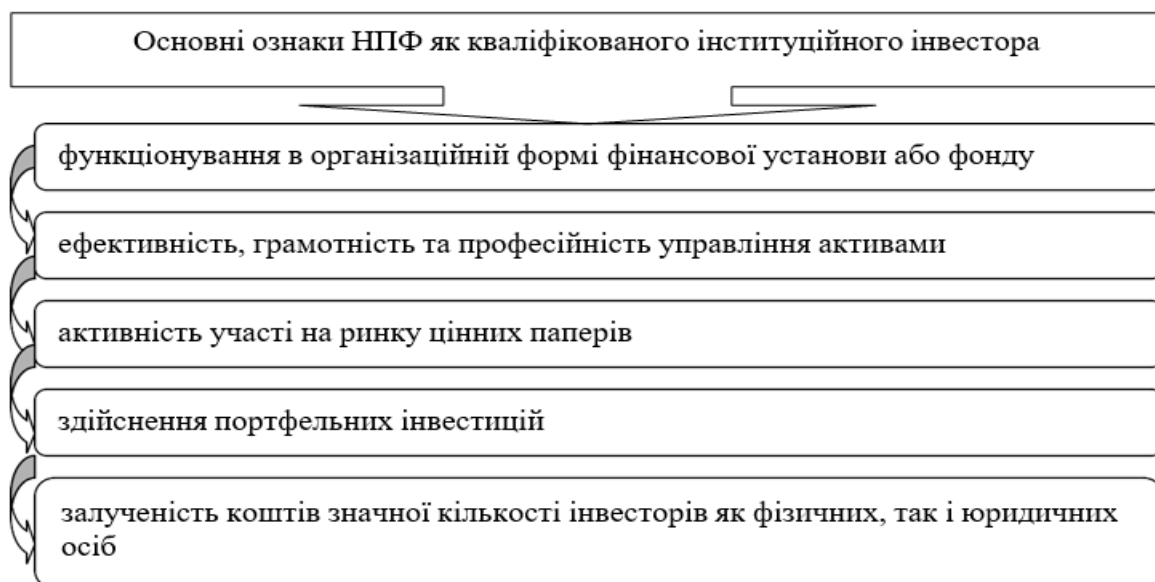 Основні ознаки НПФ як кваліфікованого інституційного інвестора
функціонування в організаційній формі фінансової установи або фонду
ефективність, грамотність та професійність управління активами
активність участі на ринку цінних паперів
здійснення портфельних інвестицій
залученість коштів значної кількості інвесторів як фізичних, так і юридичних
осіб